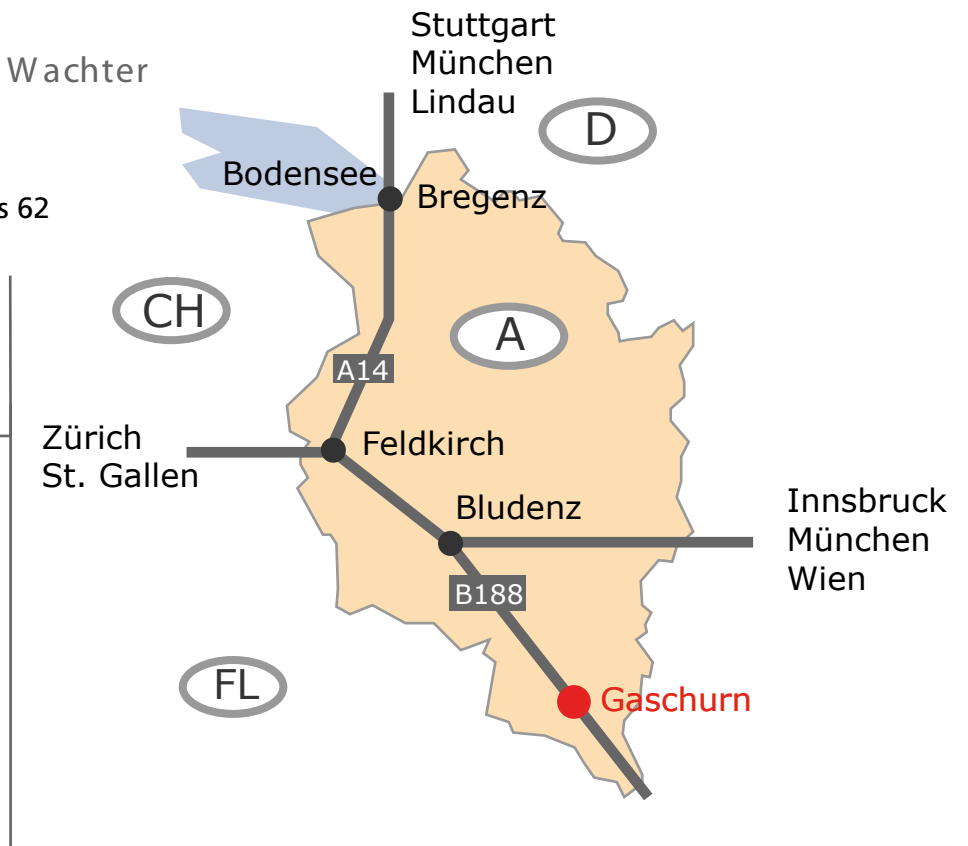 Stuttgart
München
Lindau
Wachter
D
Bodensee
Bregenz
62
CH
A
A14
Zürich
St. Gallen
Feldkirch
Bludenz
Innsbruck
München
Wien
B188
FL
Gaschurn